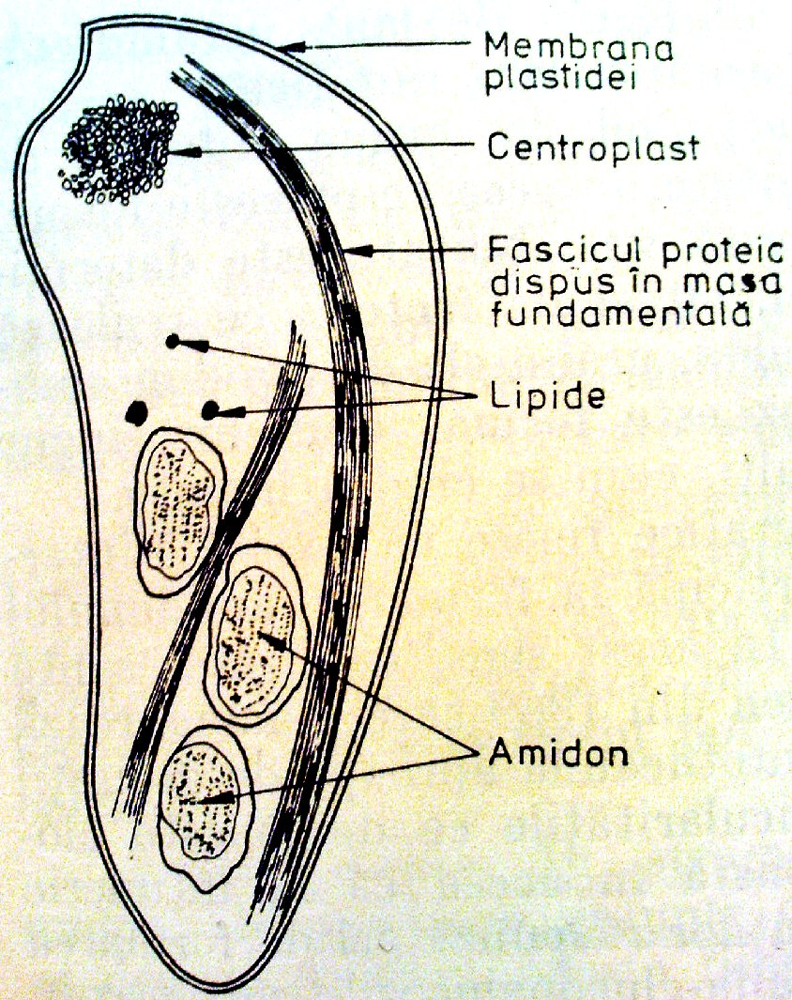 Membrana
plastidei
Centroplast
Fascicul proteic
dispus în masa
fundamentală
Lipide
Amidon